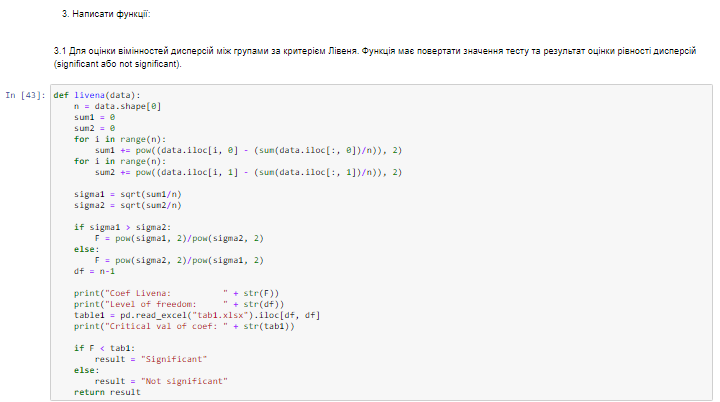 3. Написати функції:
3.1 Для оцінки вімінностей дисперсій між групами за критерієм Лівеня. Функція має повертати значення тесту та результат оцінки рівності дисперсій
(significant або not significant).
In [43]: def livena(data):
    n = data.shape[0]
    sum1 = 0
    sum2 = 0
    for i in range(n):
        sum1 += pow((data.iloc[i, 0] - (sum(data.iloc[:, 0])/n)), 2)
    for i in range(n):
        sum2 += pow((data.iloc[i, 1] - (sum(data.iloc[:, 1])/n)), 2)
    sigma1 = sqrt(sum1/n)
    sigma2 = sqrt(sum2/n)
    if sigma1 > sigma2:
        F = pow(sigma1, 2)/pow(sigma2, 2)
    else:
        F = pow(sigma2, 2)/pow(sigma1, 2)
    df = n-1
    print("Coef Livena:          " + str(F))
    print("Level of freedom:     " + str(df))
    table1 = pd.read_excel("tab1.xlsx").iloc[df, df]
    print("Critical val of coef: " + str(tab1))
    if F < tab1:
        result = "Significant"
    else:
        result = "Not significant"
    return result